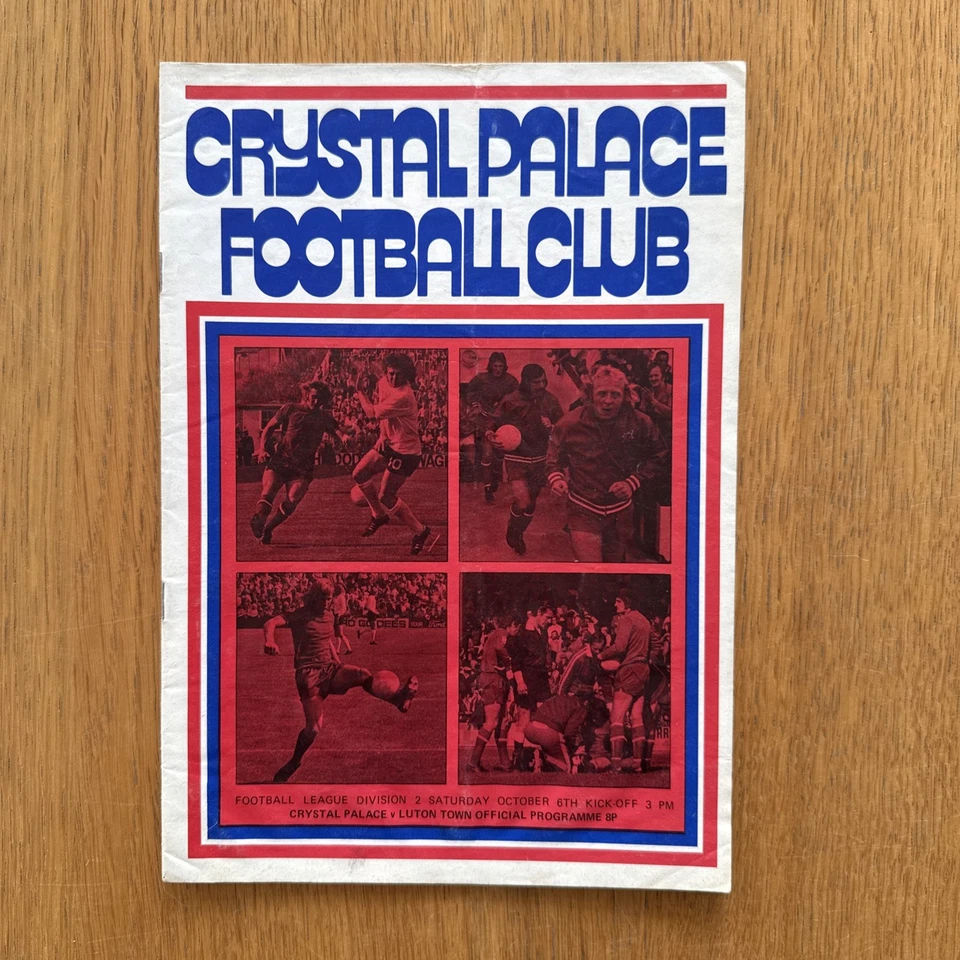 CRYSTAL PALACE
FOOTBALL CLUB
10
FOOTBALL LEAGUE DIVISION 2 SATURDAY OCTOBER 6TH KICK-OFF 3 PM
CRYSTAL PALACE v LUTON TOWN OFFICIAL PROGRAMME 8P